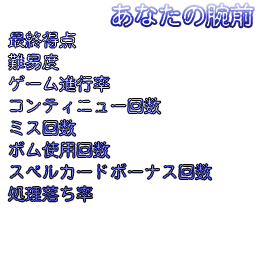 あなたの腕前
最終得点
難易度
ゲーム進行率
コンティニュー回数
ミス回数
ボム使用回数
スペルカードボーナス回数
処理落ち率